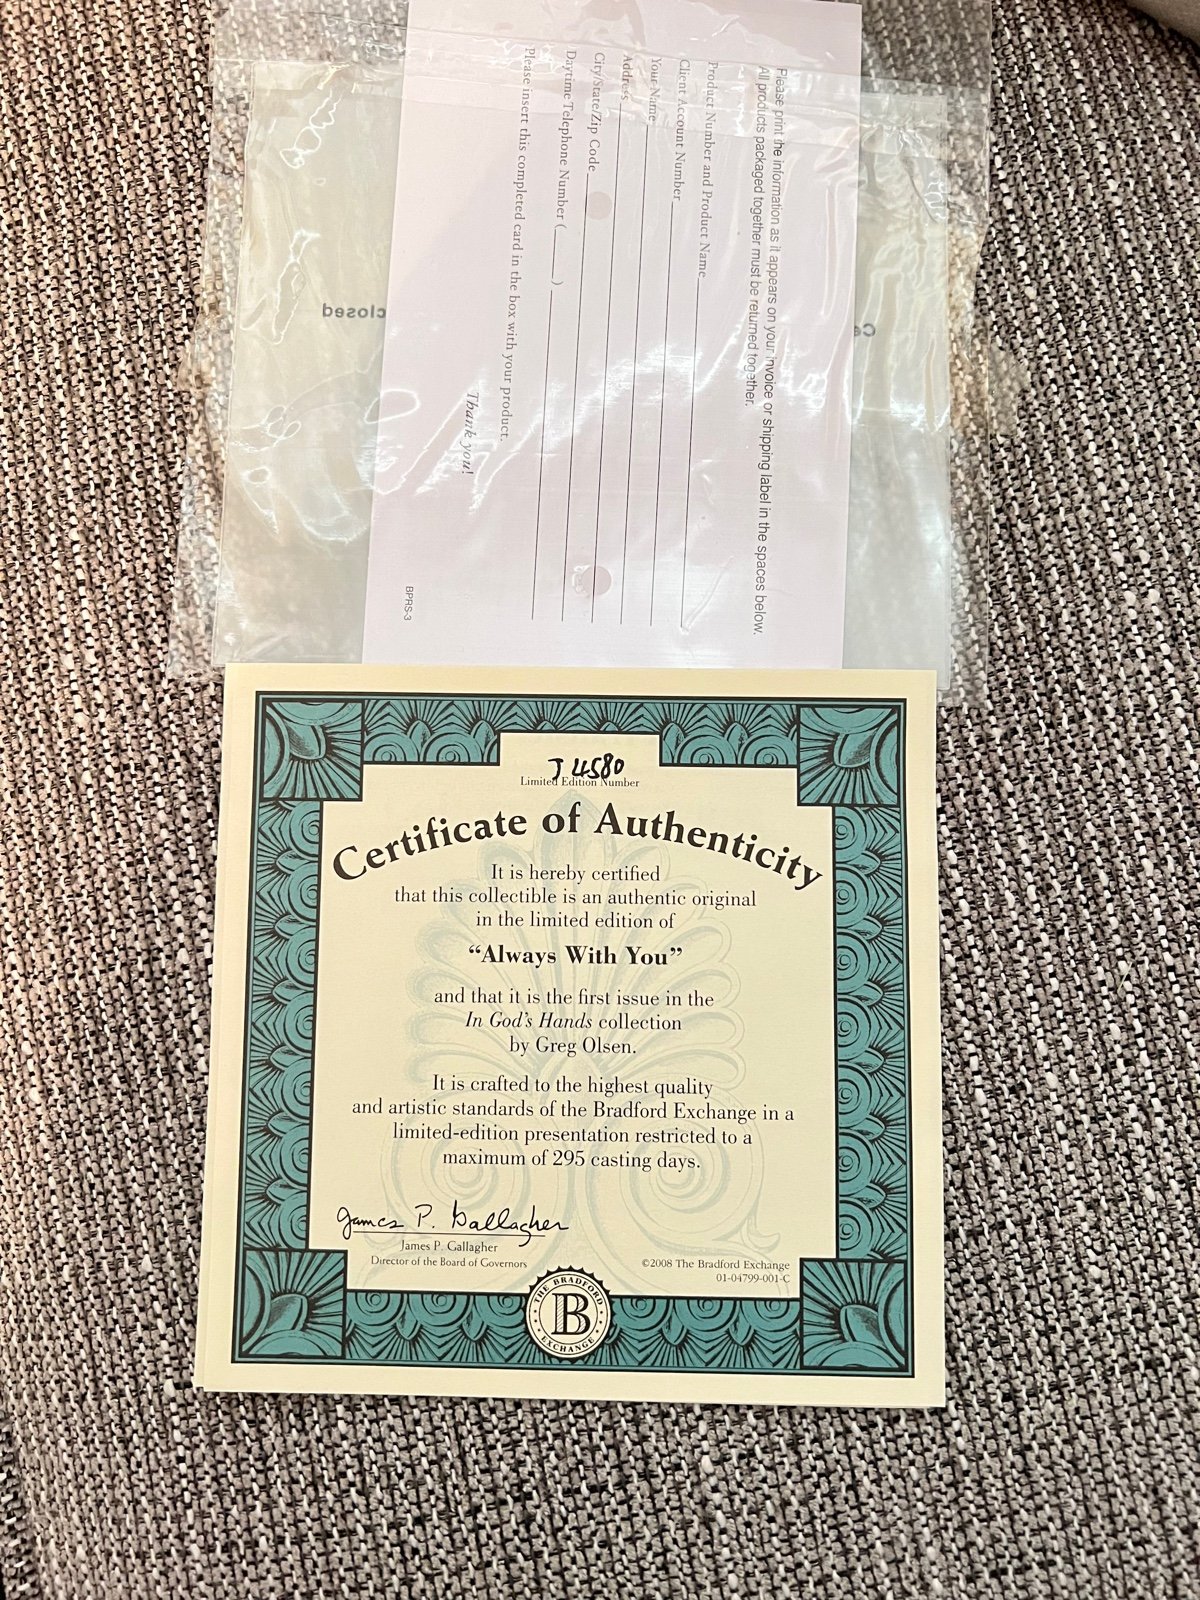 Please print the information as it appears on your invoice or shipping label in the spaces below.
All products packaged together must be returned together.
Product Number and Product Name
Client Account Number
Your Name
Address
City/State/Zip Code
Daytime Telephone Number ( )
Please insert this completed card in the box with your product.
Thank you!
BPRS-3
closed
J 4580
Limited Edition Number
Certificate of Authenticity
It is hereby certified
that this collectible is an authentic original
in the limited edition of
“Always With You”
and that it is the first issue in the
In God's Hands collection
by Greg Olsen.
It is crafted to the highest quality
and artistic standards of the Bradford Exchange in a
limited-edition presentation restricted to a
maximum of 295 casting days.
James P. Gallagher
James P. Gallagher
Director of the Board of Governors
©2008 The Bradford Exchange
01-04799-001-C
THE BRADFORD
B
EXCHANGE